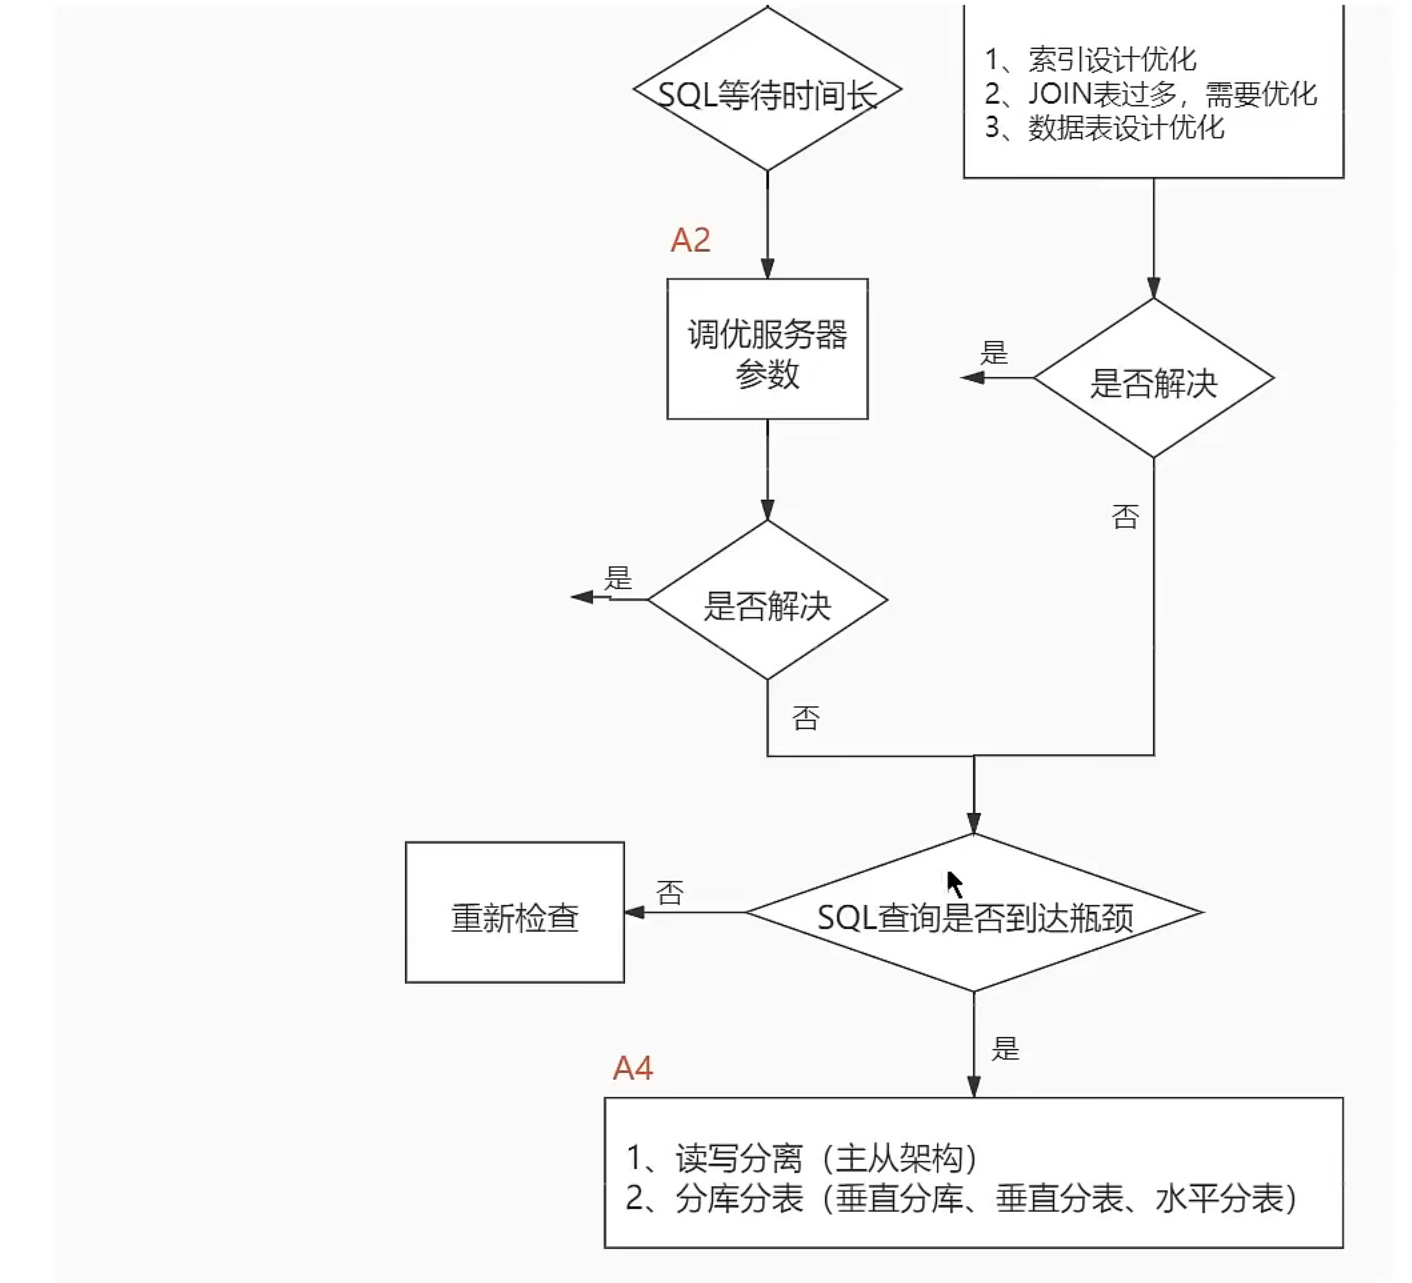 SQL等待时间长
1、索引设计优化
2、JOIN表过多，需要优化
3、数据表设计优化
A2
调优服务器
参数
是
是否解决
否
是
是否解决
否
重新检查
否
SQL查询是否到达瓶颈
是
A4
1、读写分离（主从架构）
2、分库分表（垂直分库、垂直分表、水平分表）